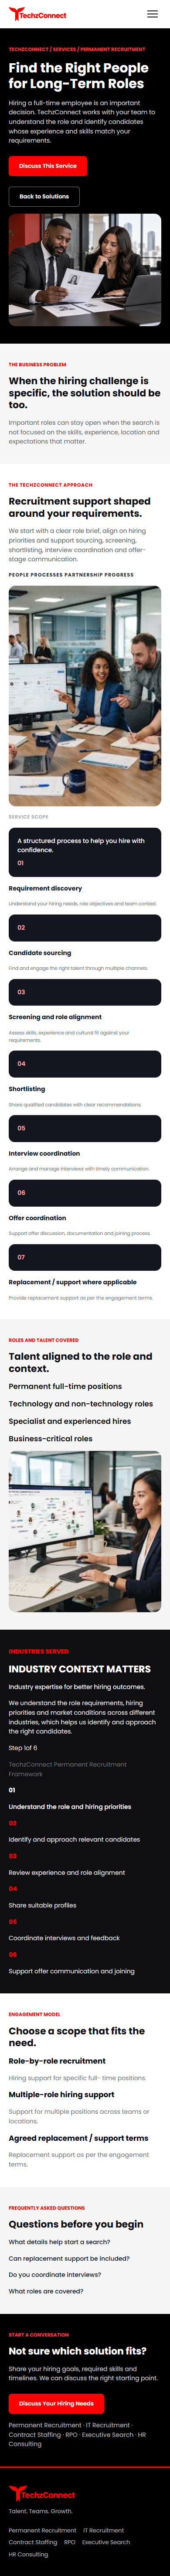 TechzConnect
TECHZCONNECT / SERVICES / PERMANENT RECRUITMENT
Find the Right People
for Long-Term Roles
Hiring a full-time employee is an important
decision. TechzConnect works with your team to
understand the role and identify candidates
whose experience and skills match your
requirements.
Discuss This Service
Back to Solutions
THE BUSINESS PROBLEM
When the hiring challenge is
specific, the solution should be
too.
Important roles can stay open when the search is
not focused on the skills, experience, location and
expectations that matter.
THE TECHZCONNECT APPROACH
Recruitment support shaped
around your requirements.
We start with a clear role brief, align on hiring
priorities and support sourcing, screening,
shortlisting, interview coordination and offer-
stage communication.
PEOPLE PROCESSES PARTNERSHIP PROGRESS
SERVICE SCOPE
A structured process to help you hire with
confidence.
01
Requirement discovery
Understand your hiring needs, role objectives and team context.
02
Candidate sourcing
Find and engage the right talent through multiple channels.
03
Screening and role alignment
Assess skills, experience and cultural fit against your
requirements.
04
Shortlisting
Share qualified candidates with clear recommendations
05
Interview coordination
Arrange and manage interviews with timely communication.
06
Offer coordination
Support offer discussion, documentation and joining process.
07
Replacement / support where applicable
Provide replacement support as per the engagement terms.
ROLES AND TALENT COVERED
Talent aligned to the role and
context.
Permanent full-time positions
Technology and non-technology roles
Specialist and experienced hires
Business-critical roles
INDUSTRIES SERVED
INDUSTRY CONTEXT MATTERS
Industry expertise for better hiring outcomes.
We understand the role requirements, hiring
priorities and market conditions across different
industries, which helps us identify and approach
the right candidates.
Step 1of 6
TechzConnect Permanent Recruitment
Framework
01
Understand the role and hiring priorities
02
Identify and approach relevant candidates
03
Review experience and role alignment
04
Share suitable profiles
05
Coordinate interviews and feedback
06
Support offer communication and joining
ENGAGEMENT MODEL
Choose a scope that fits the
need.
Role-by-role recruitment
Hiring support for specific full- time positions.
Multiple-role hiring support
Support for multiple positions across teams or
locations.
Agreed replacement / support terms
Replacement support as per the engagement
terms.
FREQUENTLY ASKED QUESTIONS
Questions before you begin
What details help start a search?
Can replacement support be included?
Do you coordinate interviews?
What roles are covered?
START A CONVERSATION
Not sure which solution fits?
Share your hiring goals, required skills and
timelines. We can discuss the right starting point.
Discuss Your Hiring Needs
Permanent Recruitment · IT Recruitment ·
Contract Staffing · RPO · Executive Search · HR
Consulting
TechzConnect
Talent. Teams. Growth.
Permanent Recruitment IT Recruitment
Contract Staffing RPO Executive Search
HR Consulting